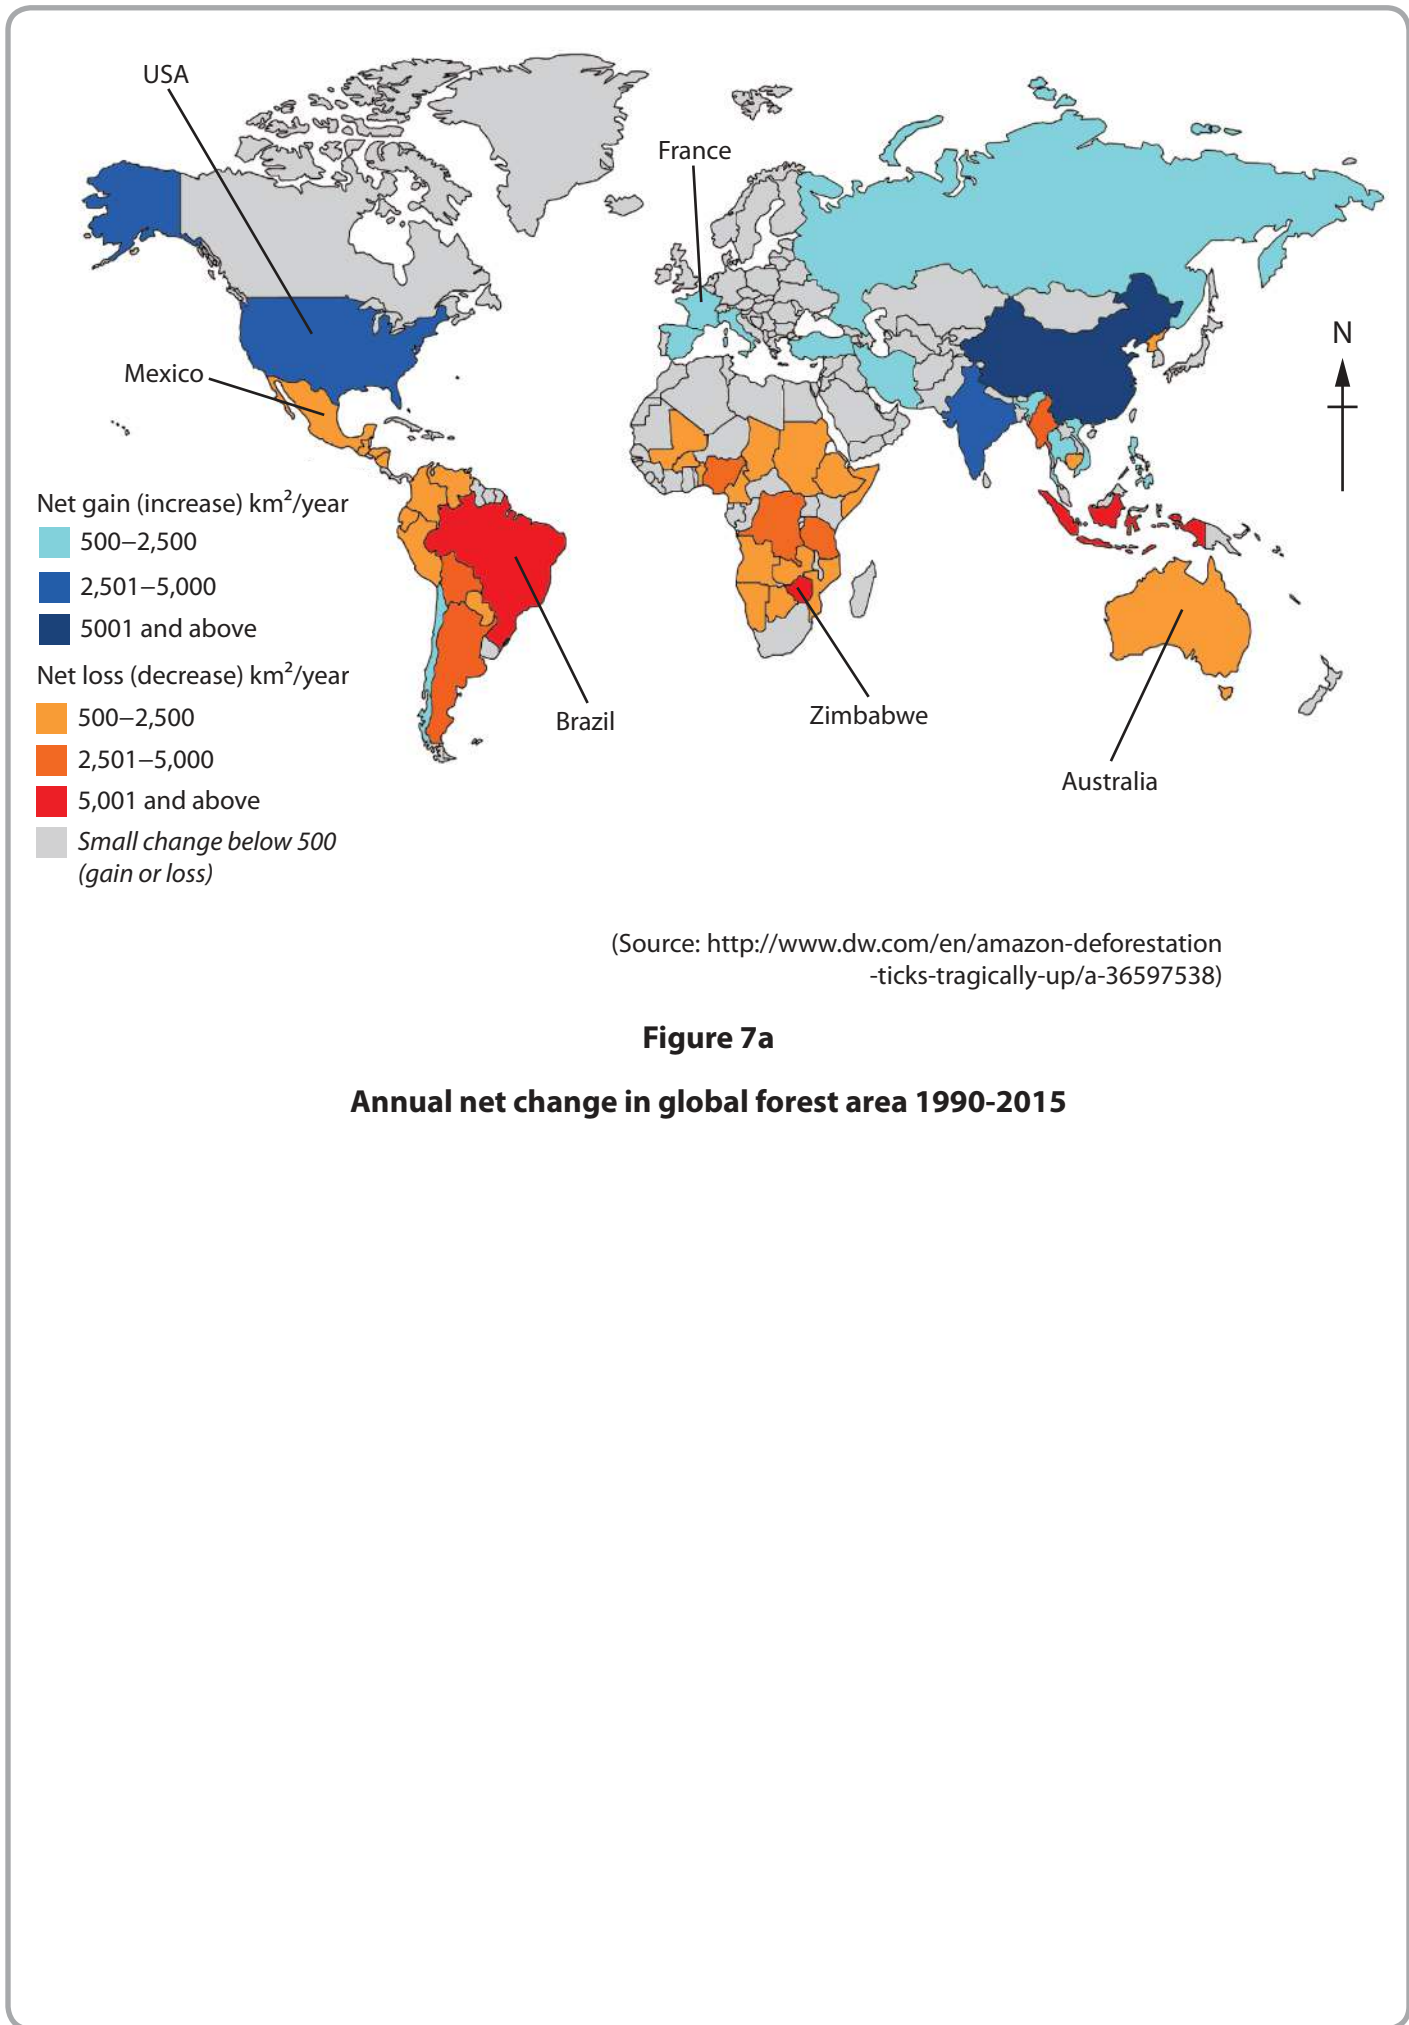 USA
France
N
Mexico
Net gain (increase) km²/year
500–2,500
2,501–5,000
5001 and above
Net loss (decrease) km²/year
500–2,500
2,501–5,000
5,001 and above
Small change below 500
(gain or loss)
Brazil
Zimbabwe
Australia
(Source: http://www.dw.com/en/amazon-deforestation
-ticks-tragically-up/a-36597538)
Figure 7a
Annual net change in global forest area 1990-2015